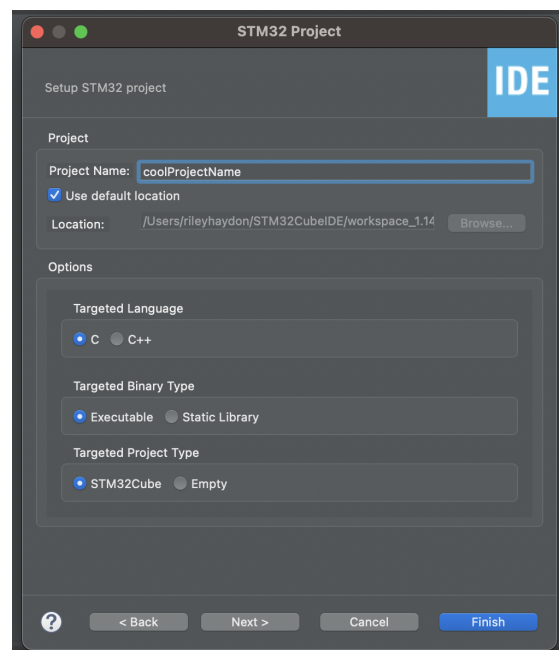 STM32 Project
Setup STM32 project
IDE
Project
Project Name: coolProjectName
Use default location
Location: /Users/rileyhaydon/STM32CubeIDE/workspace_1.14 Browse...
Options
Targeted Language
C C++
Targeted Binary Type
Executable Static Library
Targeted Project Type
STM32Cube Empty
? < Back Next > Cancel Finish